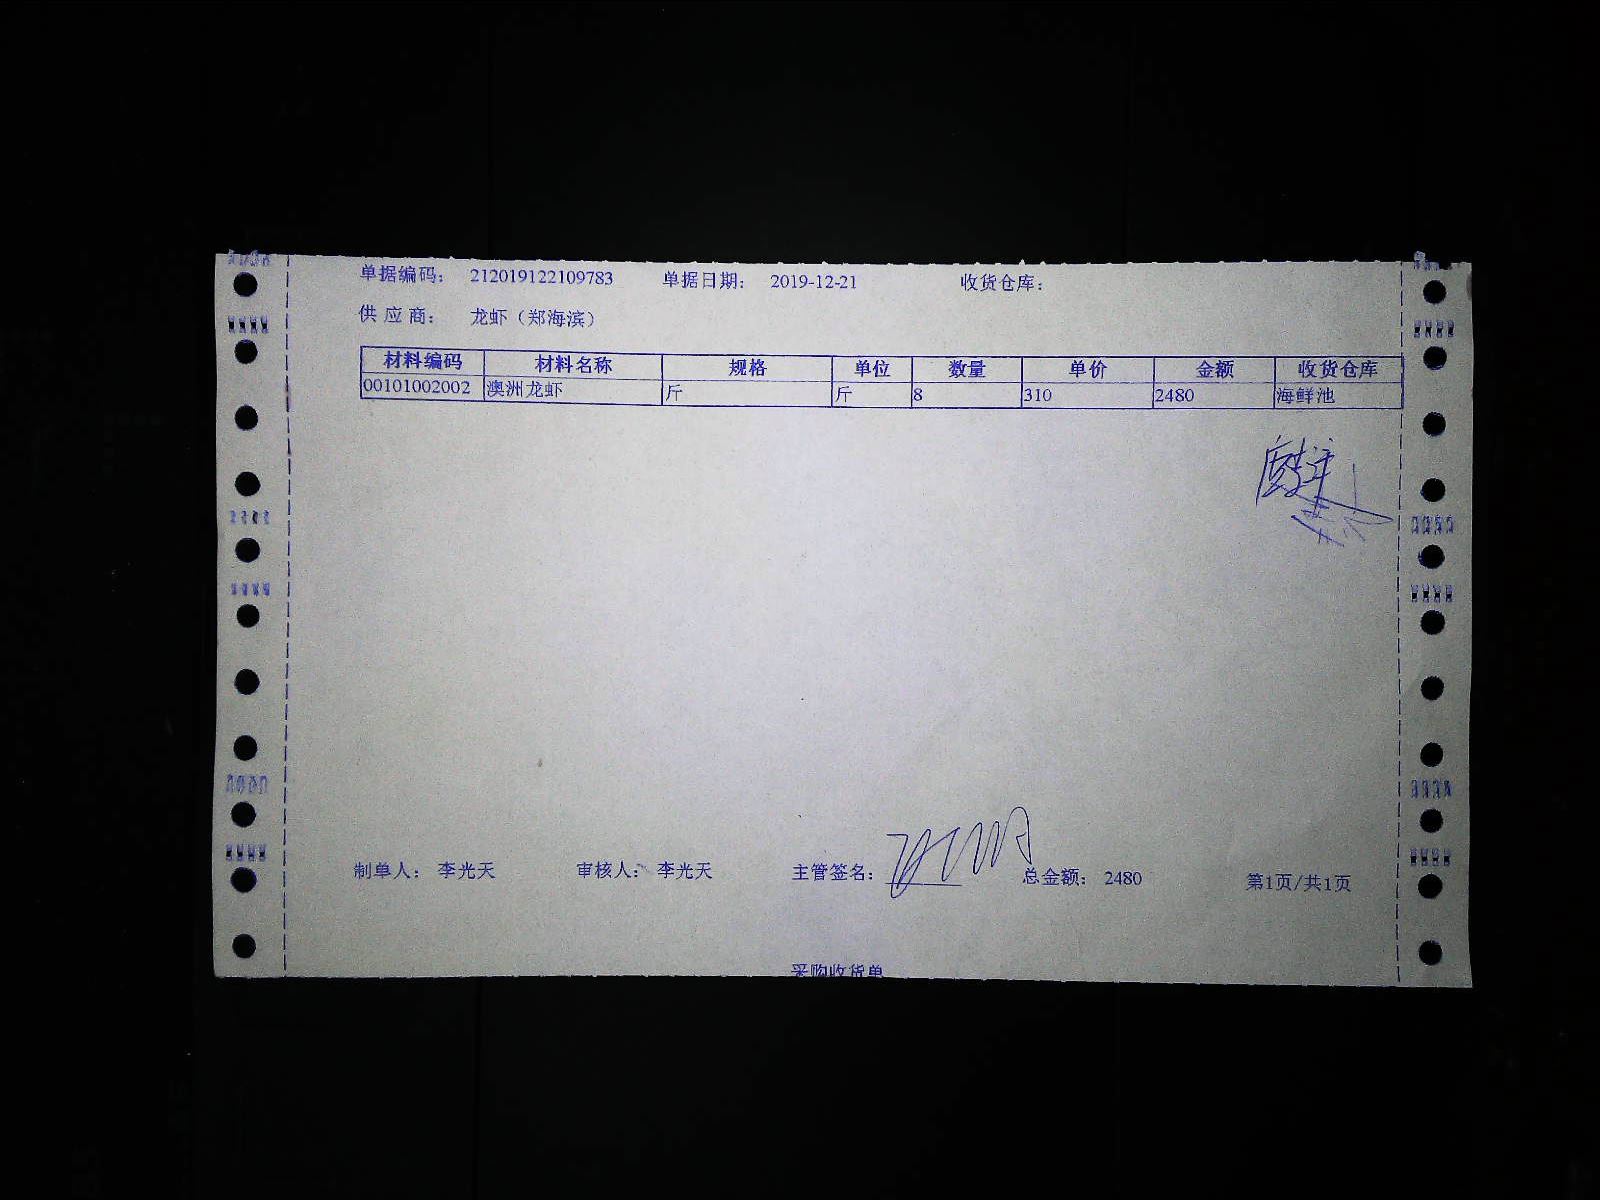 单据编码： 212019122109783 单据日期： 2019-12-21 收货仓库：
供 应 商： 龙虾（郑海滨）
材料编码 材料名称 规格 单位 数量 单价 金额 收货仓库
00101002002 澳洲龙虾 斤 斤 8 310 2480 海鲜池
制单人： 李光天 审核人： 李光天 主管签名： 总金额： 2480 第1页/共1页
采购收货单